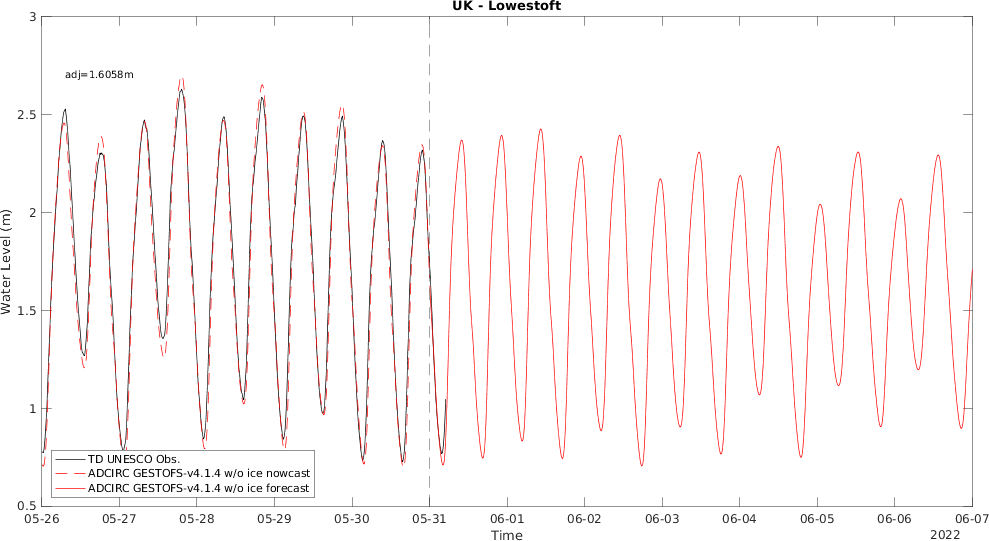 UK - Lowestoft
3
adj=1.6058m
2.5
2
Water Level (m)
1.5
1
TD UNESCO Obs.
ADCIRC GESTOFS-v4.1.4 w/o ice nowcast
ADCIRC GESTOFS-v4.1.4 w/o ice forecast
0.5
05-26 05-27 05-28 05-29 05-30 05-31 06-01 06-02 06-03 06-04 06-05 06-06 06-07
Time
2022